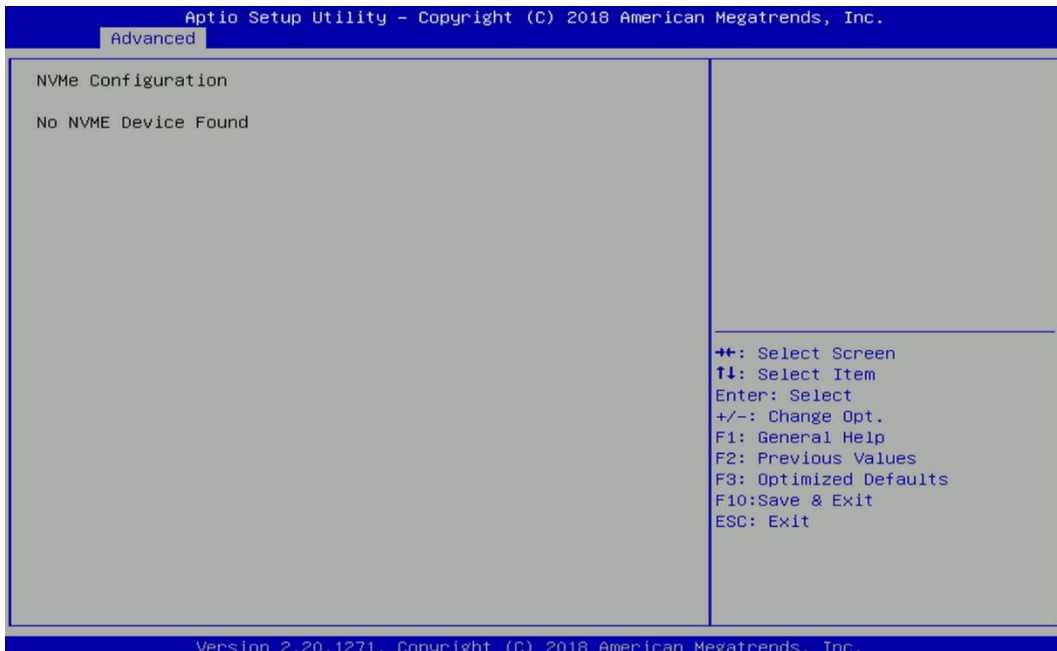 Aptio Setup Utility – Copyright (C) 2018 American Megatrends, Inc.
Advanced
NVMe Configuration
No NVME Device Found
→←: Select Screen
↑↓: Select Item
Enter: Select
+/-: Change Opt.
F1: General Help
F2: Previous Values
F3: Optimized Defaults
F10:Save & Exit
ESC: Exit
Version 2.20.1271. Copyright (C) 2018 American Megatrends, Inc.